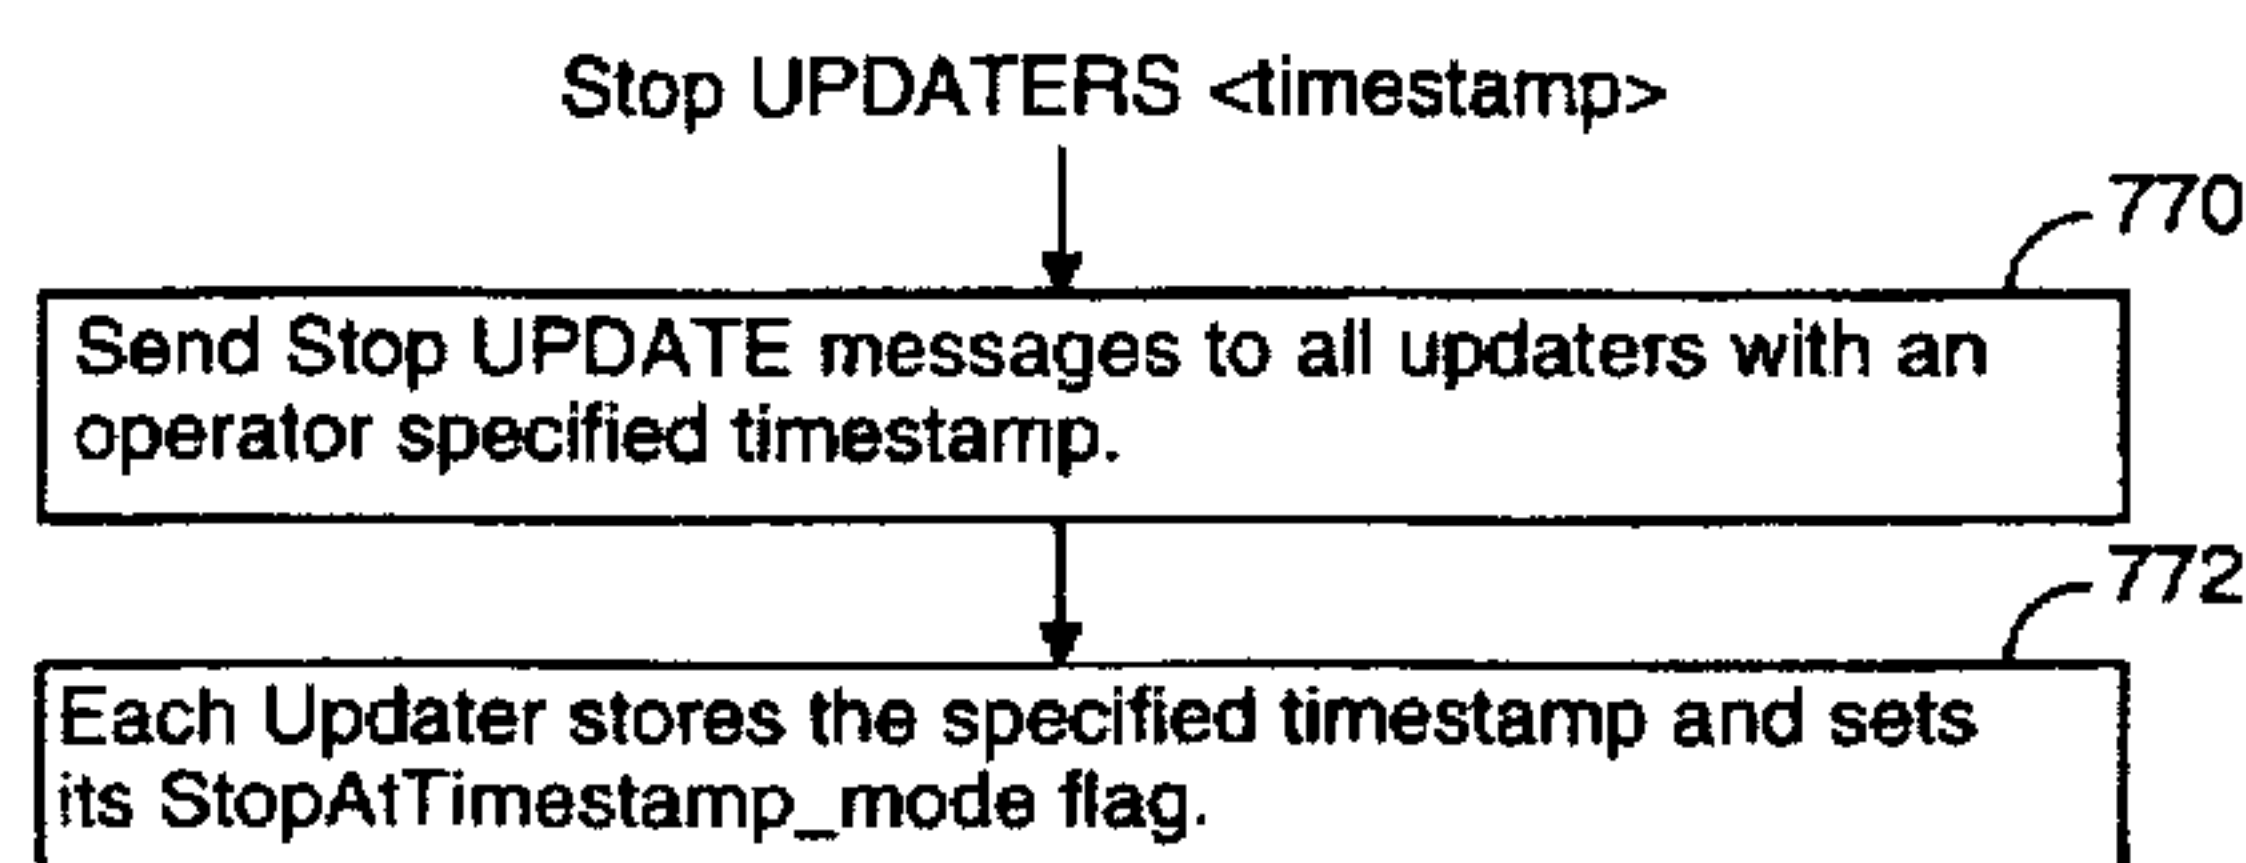 Stop UPDATERS <timestamp>
770
Send Stop UPDATE messages to all updaters with an
operator specified timestamp.
772
Each Updater stores the specified timestamp and sets
its StopAtTimestamp_mode flag.